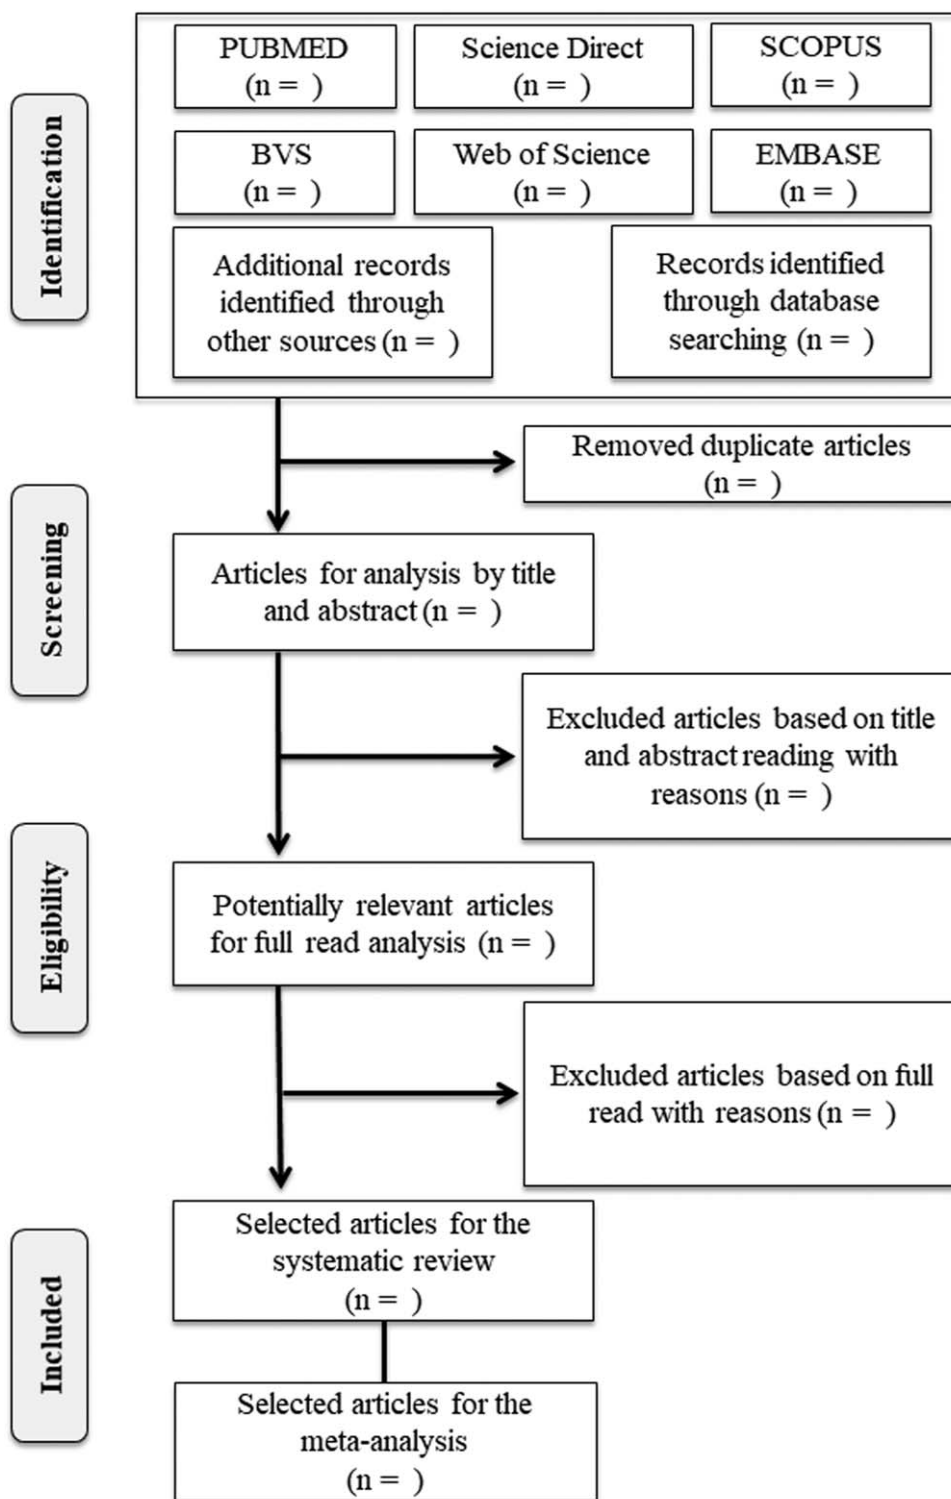 PUBMED
(n = )
Science Direct
(n = )
SCOPUS
(n = )
BVS
(n = )
Web of Science
(n = )
EMBASE
(n = )
Identification
Additional records
identified through
other sources (n = )
Records identified
through database
searching (n = )
Removed duplicate articles
(n = )
Screening
Articles for analysis by title
and abstract (n = )
Excluded articles based on title
and abstract reading with
reasons (n = )
Eligibility
Potentially relevant articles
for full read analysis (n = )
Excluded articles based on full
read with reasons (n = )
Included
Selected articles for the
systematic review
(n = )
Selected articles for the
meta-analysis
(n = )